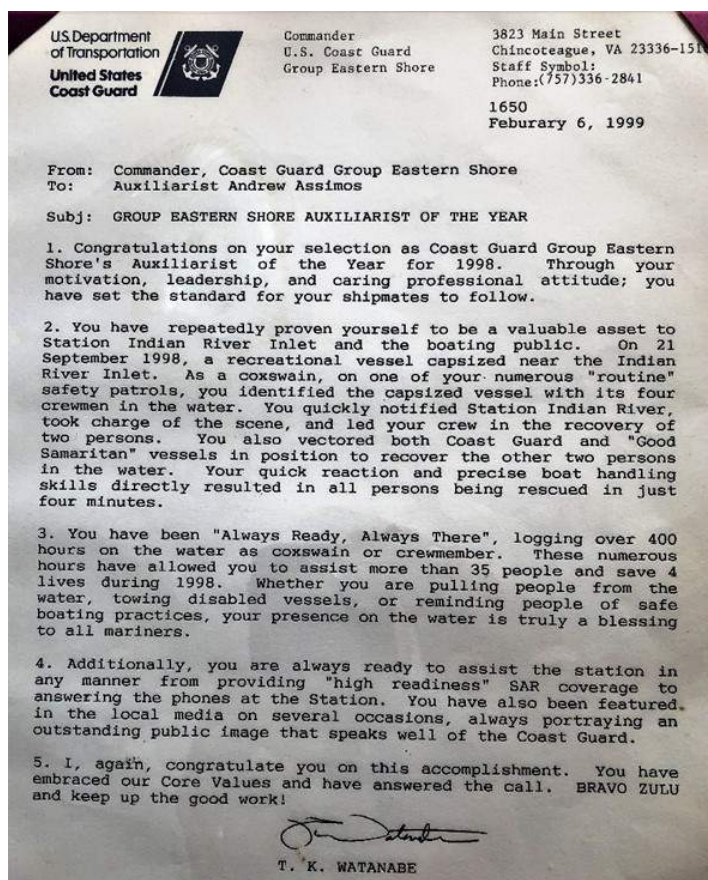 U.S. Department
of Transportation
United States
Coast Guard
Commander
U.S. Coast Guard
Group Eastern Shore
3823 Main Street
Chincoteague, VA 23336-151
Staff Symbol:
Phone:(757)336-2841
1650
Feburary 6, 1999
From: Commander, Coast Guard Group Eastern Shore
To: Auxiliarist Andrew Assimos
Subj: GROUP EASTERN SHORE AUXILIARIST OF THE YEAR
1. Congratulations on your selection as Coast Guard Group Eastern
Shore's Auxiliarist of the Year for 1998. Through your
motivation, leadership, and caring professional attitude; you
have set the standard for your shipmates to follow.
2. You have repeatedly proven yourself to be a valuable asset to
Station Indian River Inlet and the boating public. On 21
September 1998, a recreational vessel capsized near the Indian
River Inlet. As a coxswain, on one of your numerous "routine"
safety patrols, you identified the capsized vessel with its four
crewmen in the water. You quickly notified Station Indian River,
took charge of the scene, and led your crew in the recovery of
two persons. You also vectored both Coast Guard and "Good
Samaritan" vessels in position to recover the other two persons
in the water. Your quick reaction and precise boat handling
skills directly resulted in all persons being rescued in just
four minutes.
3. You have been "Always Ready, Always There", logging over 400
hours on the water as coxswain or crewmember. These numerous
hours have allowed you to assist more than 35 people and save 4
lives during 1998. Whether you are pulling people from the
water, towing disabled vessels, or reminding people of safe
boating practices, your presence on the water is truly a blessing
to all mariners.
4. Additionally, you are always ready to assist the station in
any manner from providing "high readiness" SAR coverage to
answering the phones at the Station. You have also been featured
in the local media on several occasions, always portraying an
outstanding public image that speaks well of the Coast Guard.
5. I, again, congratulate you on this accomplishment. You have
embraced our Core Values and have answered the call. BRAVO ZULU
and keep up the good work!
T. K. WATANABE